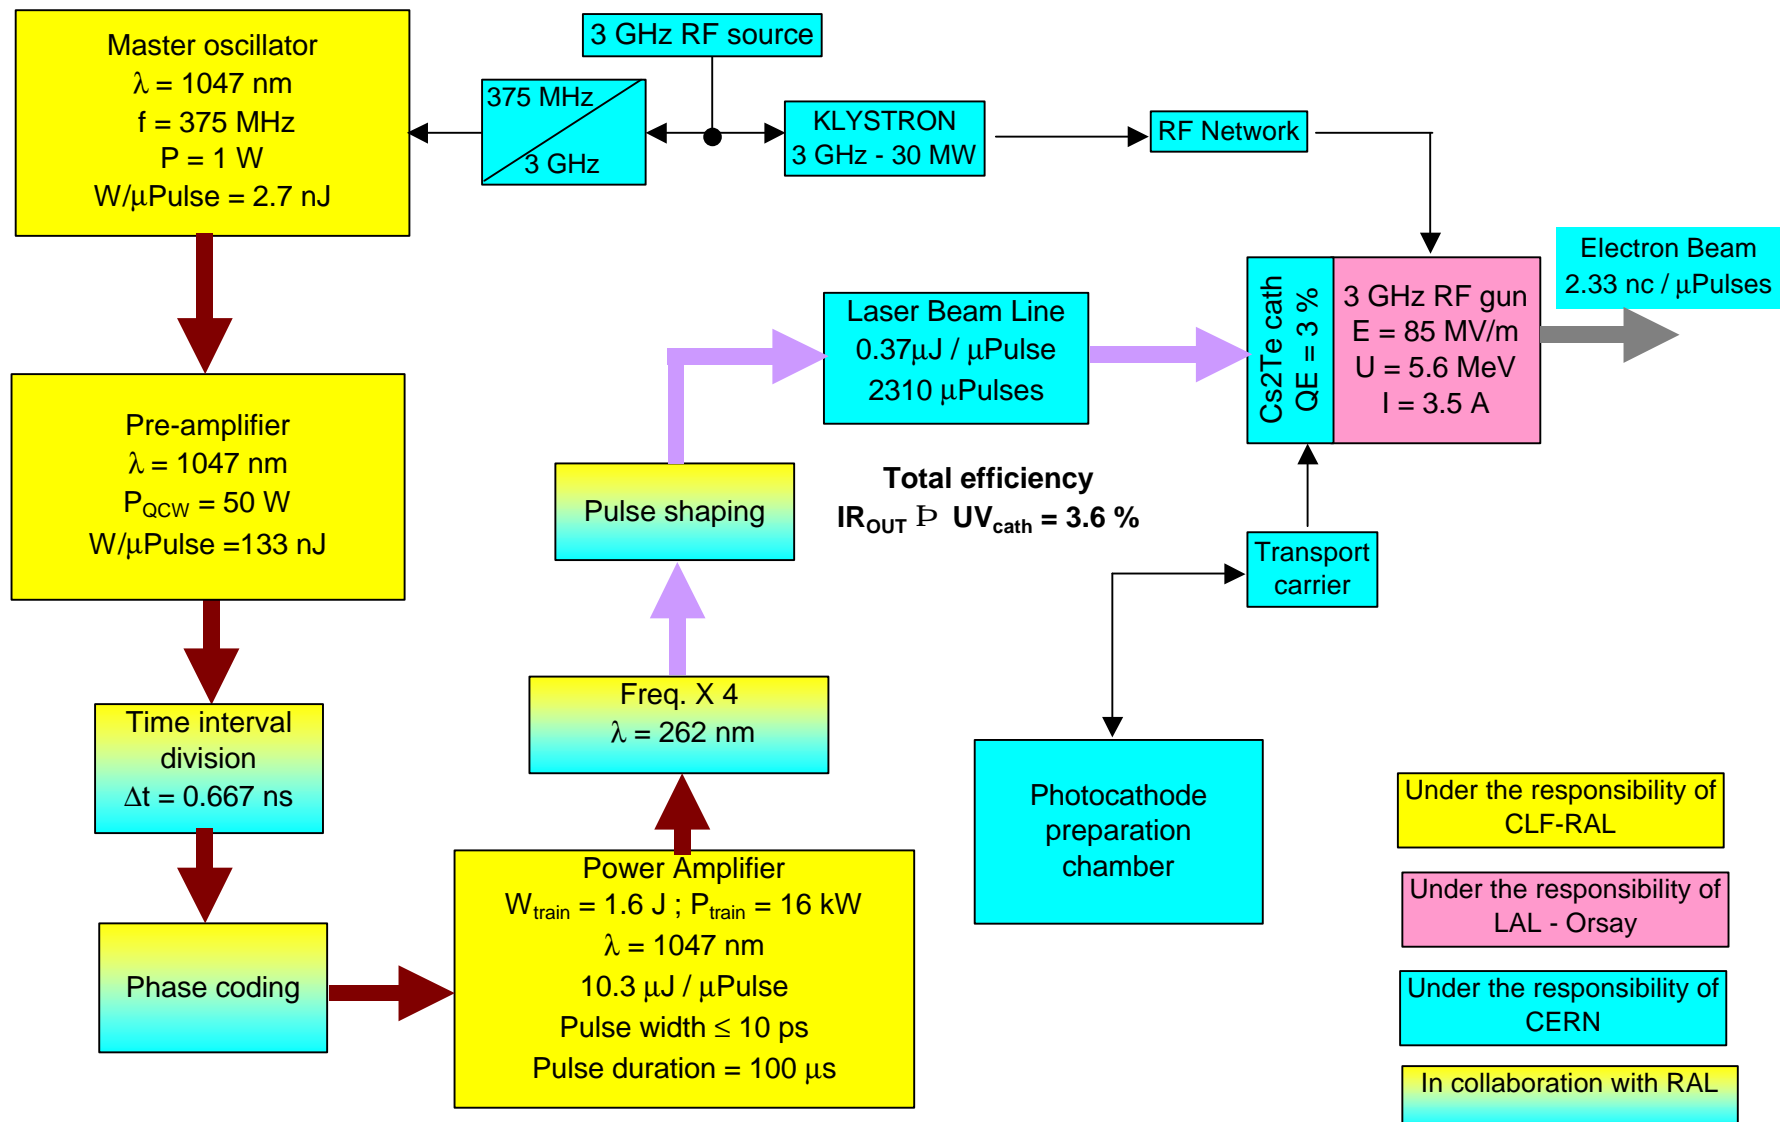 Master oscillator
λ = 1047 nm
f = 375 MHz
P = 1 W
W/μPulse = 2.7 nJ
3 GHz RF source
375 MHz
3 GHz
KLYSTRON
3 GHz - 30 MW
RF Network
Electron Beam
2.33 nc / μPulses
Cs2Te cath
QE = 3 %
3 GHz RF gun
E = 85 MV/m
U = 5.6 MeV
I = 3.5 A
Laser Beam Line
0.37μJ / μPulse
2310 μPulses
Pre-amplifier
λ = 1047 nm
PQCW = 50 W
W/μPulse =133 nJ
Pulse shaping
Total efficiency
IROUT Þ UVcath = 3.6 %
Transport
carrier
Time interval
division
Δt = 0.667 ns
Freq. X 4
λ = 262 nm
Photocathode
preparation
chamber
Phase coding
Power Amplifier
Wtrain = 1.6 J ; Ptrain = 16 kW
λ = 1047 nm
10.3 μJ / μPulse
Pulse width ≤ 10 ps
Pulse duration = 100 μs
Under the responsibility of
CLF-RAL
Under the responsibility of
LAL - Orsay
Under the responsibility of
CERN
In collaboration with RAL